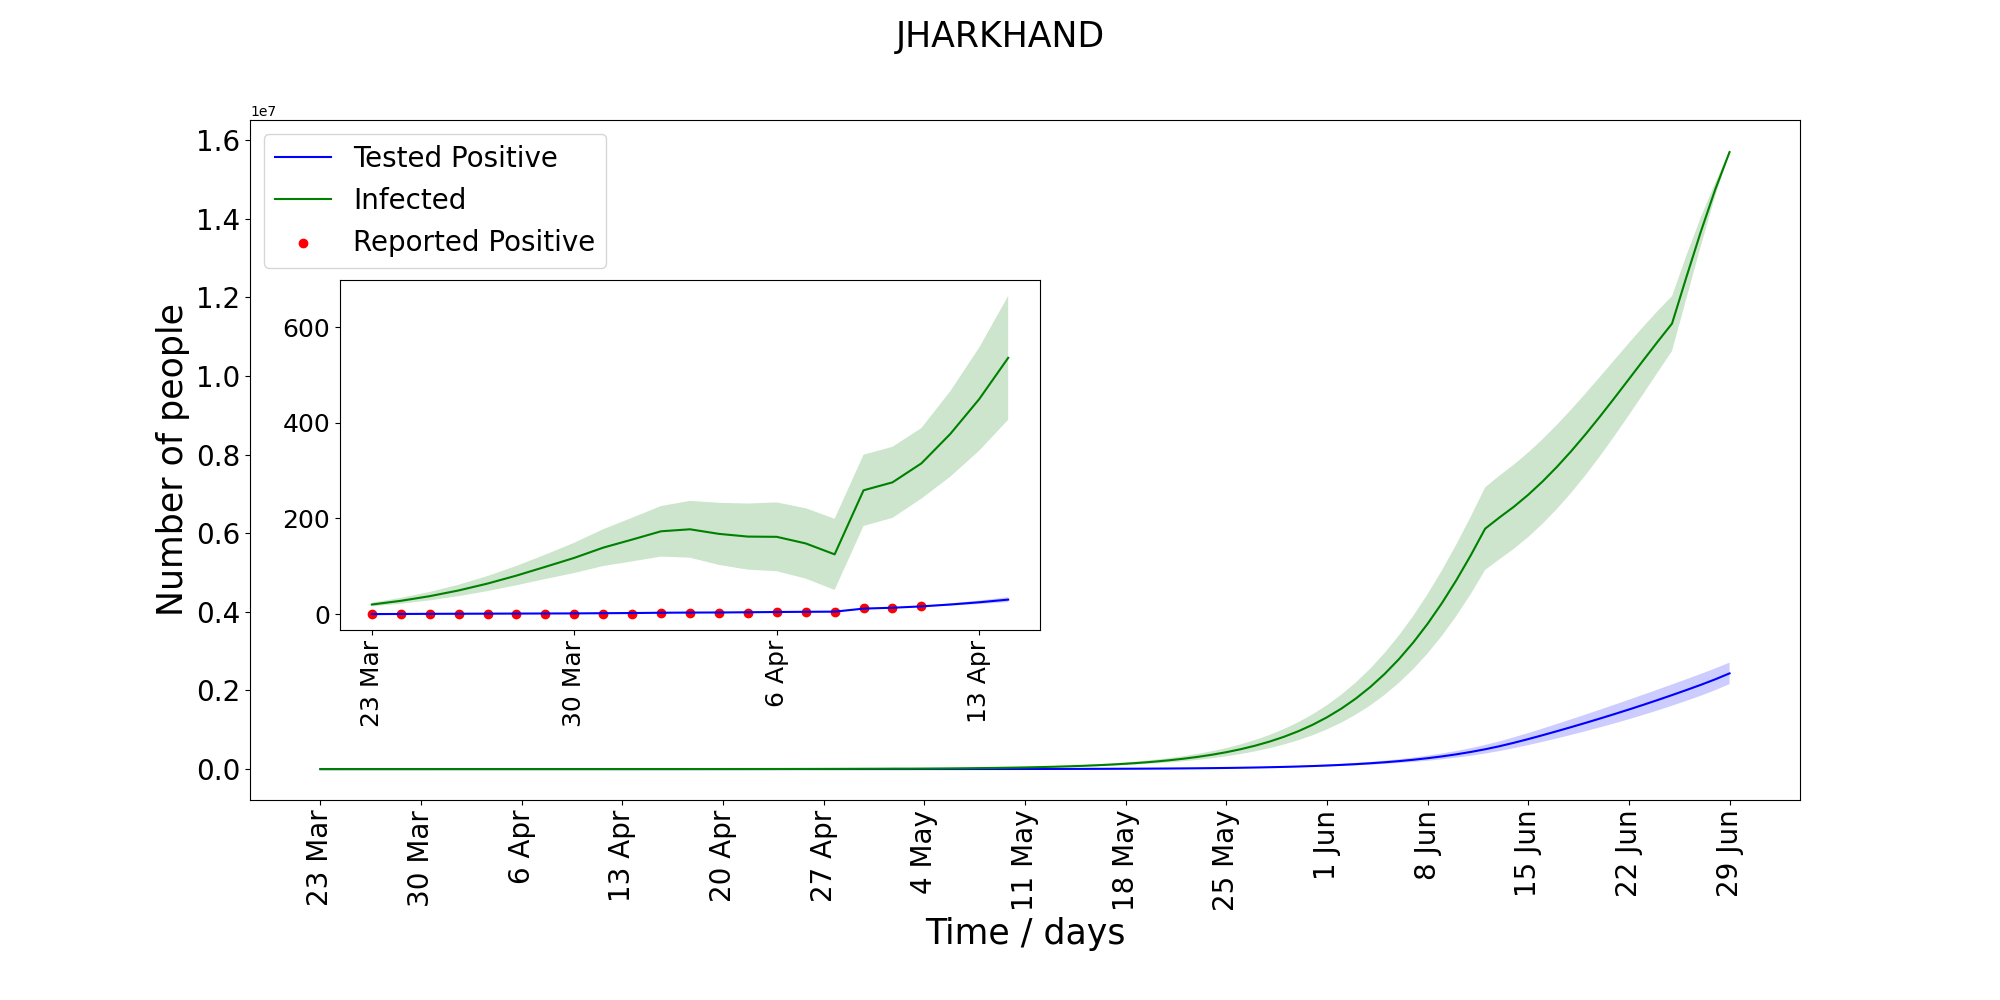 JHARKHAND
1e7
Tested Positive
Infected
Reported Positive
1.6
1.4
1.2
1.0
0.8
0.6
0.4
0.2
0.0
Number of people
600
400
200
0
23 Mar
30 Mar
6 Apr
13 Apr
23 Mar
30 Mar
6 Apr
13 Apr
20 Apr
27 Apr
4 May
11 May
18 May
25 May
1 Jun
8 Jun
15 Jun
22 Jun
29 Jun
Time / days